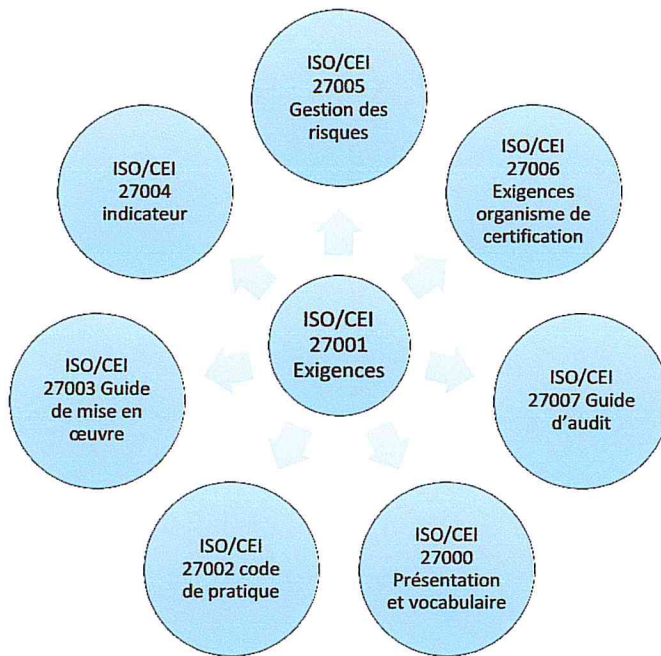 ISO/CEI
27005
Gestion des
risques
ISO/CEI
27004
indicateur
ISO/CEI
27006
Exigences
organisme de
certification
ISO/CEI
27001
Exigences
ISO/CEI
27003 Guide
de mise en
œuvre
ISO/CEI
27007 Guide
d'audit
ISO/CEI
27002 code
de pratique
ISO/CEI
27000
Présentation
et vocabulaire